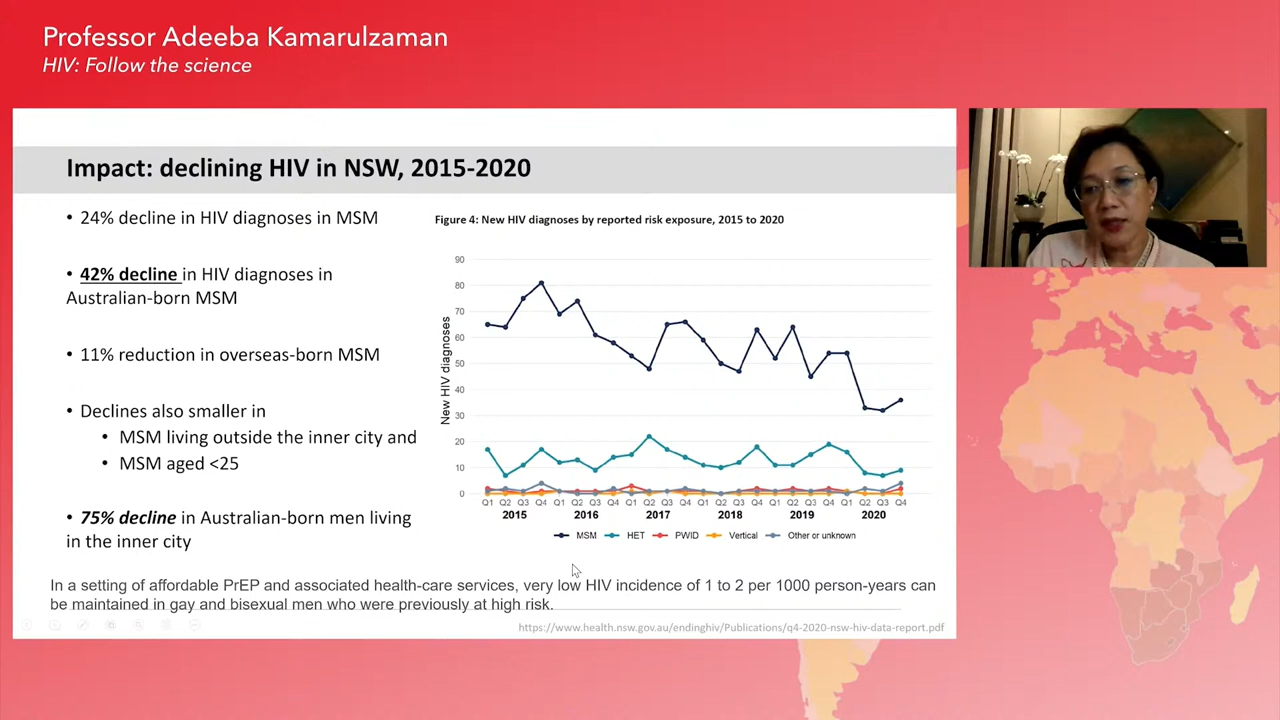 Professor Adeeba Kamarulzaman
HIV: Follow the science
Impact: declining HIV in NSW, 2015-2020
• 24% decline in HIV diagnoses in MSM
• 42% decline in HIV diagnoses in
Australian-born MSM
• 11% reduction in overseas-born MSM
• Declines also smaller in
• MSM living outside the inner city and
• MSM aged <25
• 75% decline in Australian-born men living
in the inner city
Figure 4: New HIV diagnoses by reported risk exposure, 2015 to 2020
New HIV diagnoses
90
80
70
60
50
40
30
20
10
0
Q1 Q2 Q3 Q4 Q1 Q2 Q3 Q4 Q1 Q2 Q3 Q4 Q1 Q2 Q3 Q4 Q1 Q2 Q3 Q4 Q1 Q2 Q3 Q4
2015 2016 2017 2018 2019 2020
MSM HET PWID Vertical Other or unknown
In a setting of affordable PrEP and associated health-care services, very low HIV incidence of 1 to 2 per 1000 person-years can
be maintained in gay and bisexual men who were previously at high risk.
https://www.health.nsw.gov.au/endinghiv/Publications/q4-2020-nsw-hiv-data-report.pdf